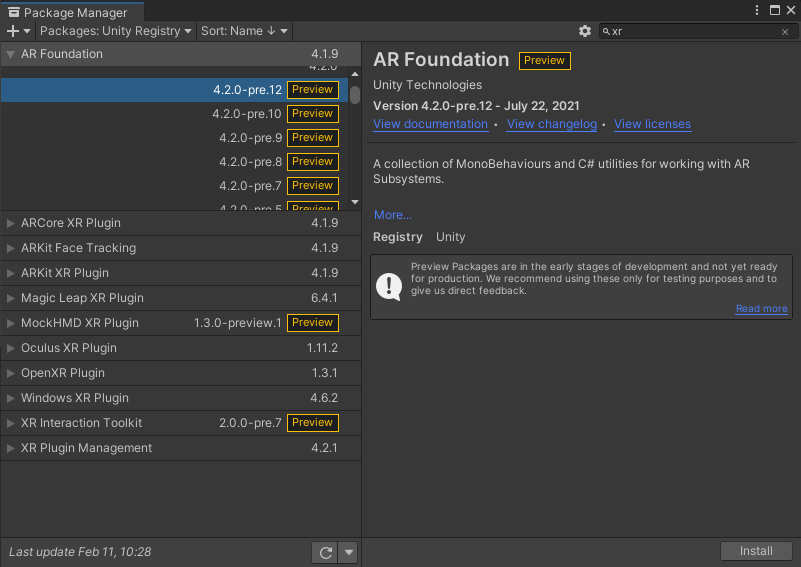 Package Manager
Packages: Unity Registry
Sort: Name ↓
xr
AR Foundation 4.1.9
4.2.0
4.2.0-pre.12 Preview
4.2.0-pre.10 Preview
4.2.0-pre.9 Preview
4.2.0-pre.8 Preview
4.2.0-pre.7 Preview
4.2.0-pre.5 Preview
ARCore XR Plugin 4.1.9
ARKit Face Tracking 4.1.9
ARKit XR Plugin 4.1.9
Magic Leap XR Plugin 6.4.1
MockHMD XR Plugin 1.3.0-preview.1 Preview
Oculus XR Plugin 1.11.2
OpenXR Plugin 1.3.1
Windows XR Plugin 4.6.2
XR Interaction Toolkit 2.0.0-pre.7 Preview
XR Plugin Management 4.2.1
Last update Feb 11, 10:28
AR Foundation Preview
Unity Technologies
Version 4.2.0-pre.12 - July 22, 2021
View documentation • View changelog • View licenses
A collection of MonoBehaviours and C# utilities for working with AR
Subsystems.
More...
Registry Unity
Preview Packages are in the early stages of development and not yet ready
for production. We recommend using these only for testing purposes and to
give us direct feedback.
Read more
Install